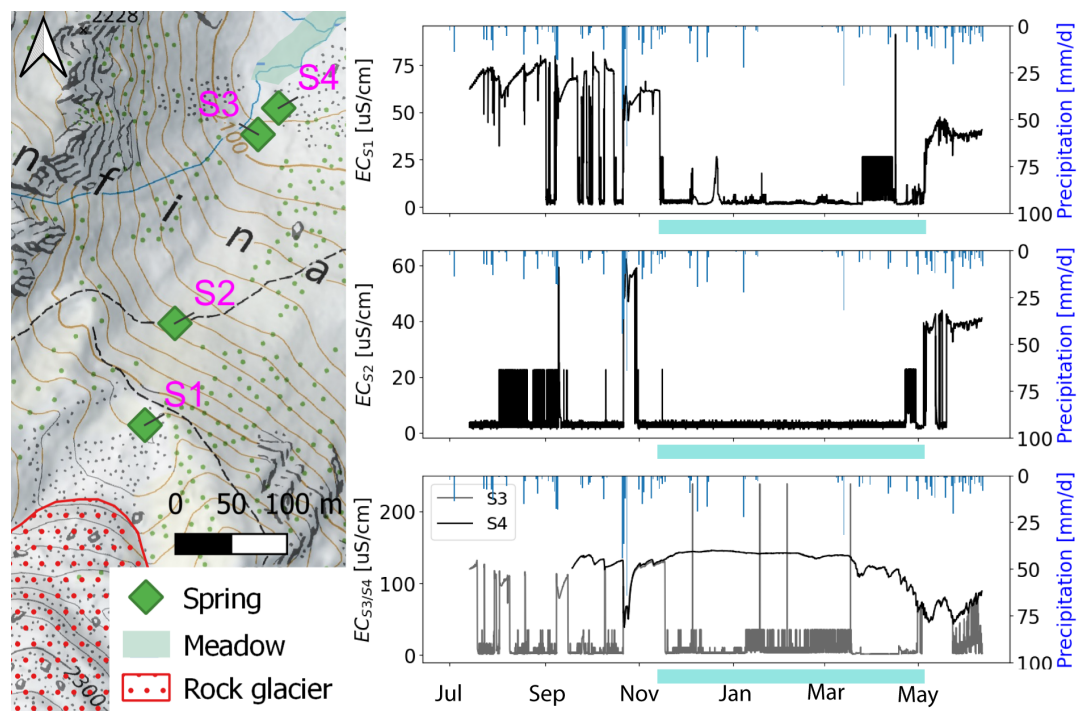 2228
S4
S3
100
n f i n a
S2
S1
0 50 100 m
Spring
Meadow
Rock glacier
2300
EC_S1 [uS/cm]
75
50
25
0
0
25
50
75
100
Precipitation [mm/d]
EC_S2 [uS/cm]
60
40
20
0
0
25
50
75
100
Precipitation [mm/d]
EC_S3/S4 [uS/cm]
200
100
0
S3
S4
0
25
50
75
100
Precipitation [mm/d]
Jul Sep Nov Jan Mar May